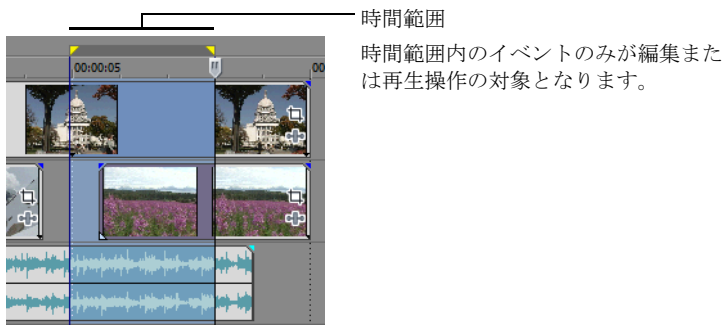 時間範囲
時間範囲内のイベントのみが編集また
は再生操作の対象となります。
00:00:05
00